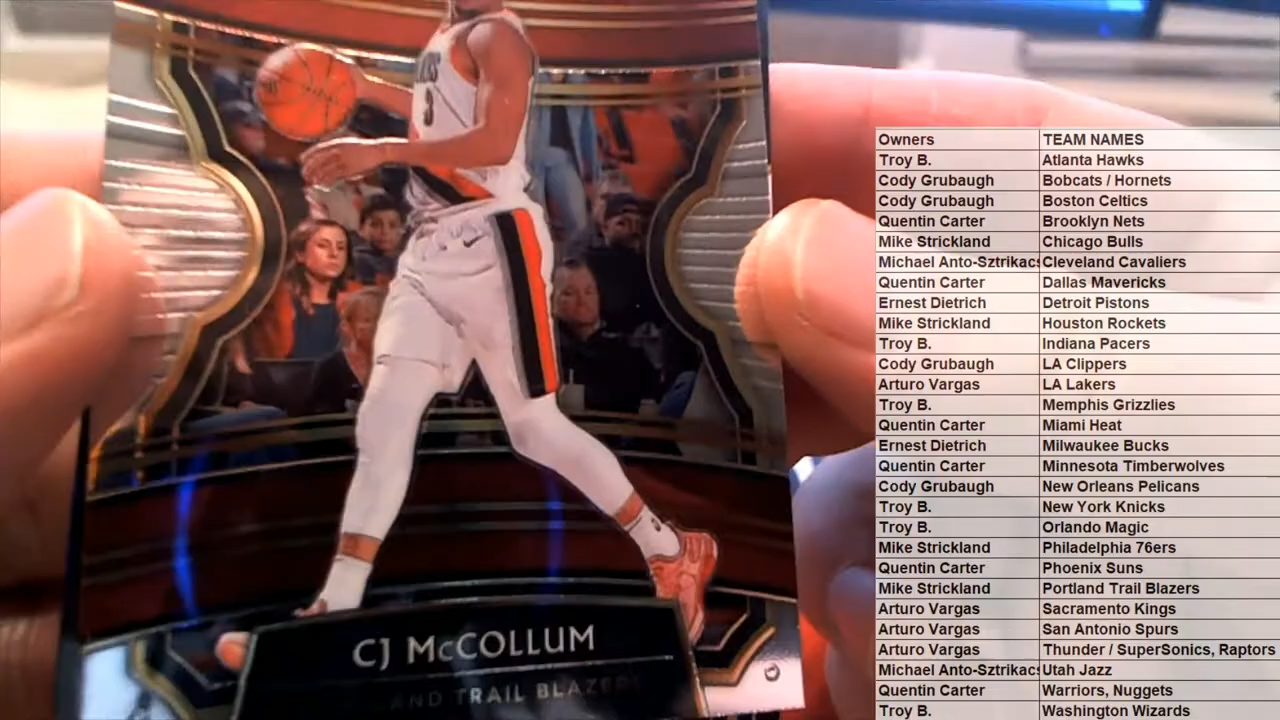 3
CJ McCOLLUM
AND TRAIL BLAZER
Owners TEAM NAMES
Troy B. Atlanta Hawks
Cody Grubaugh Bobcats / Hornets
Cody Grubaugh Boston Celtics
Quentin Carter Brooklyn Nets
Mike Strickland Chicago Bulls
Michael Anto-Sztrikacs Cleveland Cavaliers
Quentin Carter Dallas Mavericks
Ernest Dietrich Detroit Pistons
Mike Strickland Houston Rockets
Troy B. Indiana Pacers
Cody Grubaugh LA Clippers
Arturo Vargas LA Lakers
Troy B. Memphis Grizzlies
Quentin Carter Miami Heat
Ernest Dietrich Milwaukee Bucks
Quentin Carter Minnesota Timberwolves
Cody Grubaugh New Orleans Pelicans
Troy B. New York Knicks
Troy B. Orlando Magic
Mike Strickland Philadelphia 76ers
Quentin Carter Phoenix Suns
Mike Strickland Portland Trail Blazers
Arturo Vargas Sacramento Kings
Arturo Vargas San Antonio Spurs
Arturo Vargas Thunder / SuperSonics, Raptors
Michael Anto-Sztrikacs Utah Jazz
Quentin Carter Warriors, Nuggets
Troy B. Washington Wizards